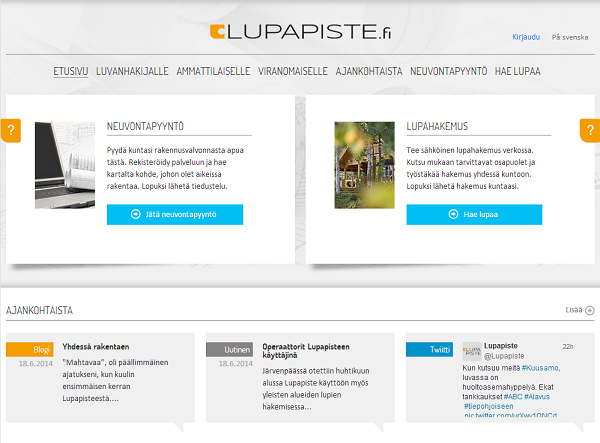 LUPAPISTE.fi
Kirjaudu På svenska
ETUSIVU LUVANHAKIJALLE AMMATTILAISELLE VIRANOMAISELLE AJANKOHTAISTA NEUVONTAPYYNTÖ HAE LUPAA
?
NEUVONTAPYYNTÖ
Pyydä kuntasi rakennusvalvonnasta apua
tästä. Rekisteröidy palveluun ja hae
kartalta kohde, johon olet aikeissa
rakentaa. Lopuksi lähetä tiedustelu.
Jätä neuvontapyyntö
LUPAHAKEMUS
Tee sähköinen lupahakemus verkossa.
Kutsu mukaan tarvittavat osapuolet ja
työstäkää hakemus yhdessä kuntoon.
Lopuksi lähetä hakemus kuntaasi.
Hae lupaa
?
AJANKOHTAISTA
Lisää
Blogi
18.6.2014
Yhdessä rakentaen
"Mahtavaa", oli päällimmäinen
ajatukseni, kun kuulin
ensimmäisen kerran
Lupapisteestä....
Uutinen
18.6.2014
Operaattorit Lupapisteen
käyttäjinä
Järvenpäässä otettiin huhtikuun
alussa Lupapiste käyttöön myös
yleisten alueiden lupien
hakemisessa...
Twiitti
LUPAPISTE
Lupapiste 22h
@Lupapiste
Kun kutsuu meitä #Kuusamo,
luvassa on
huoltoasemahyppelyä. Ekat
tankkaukset #ABC #Alavus
#tiepohjoiseen